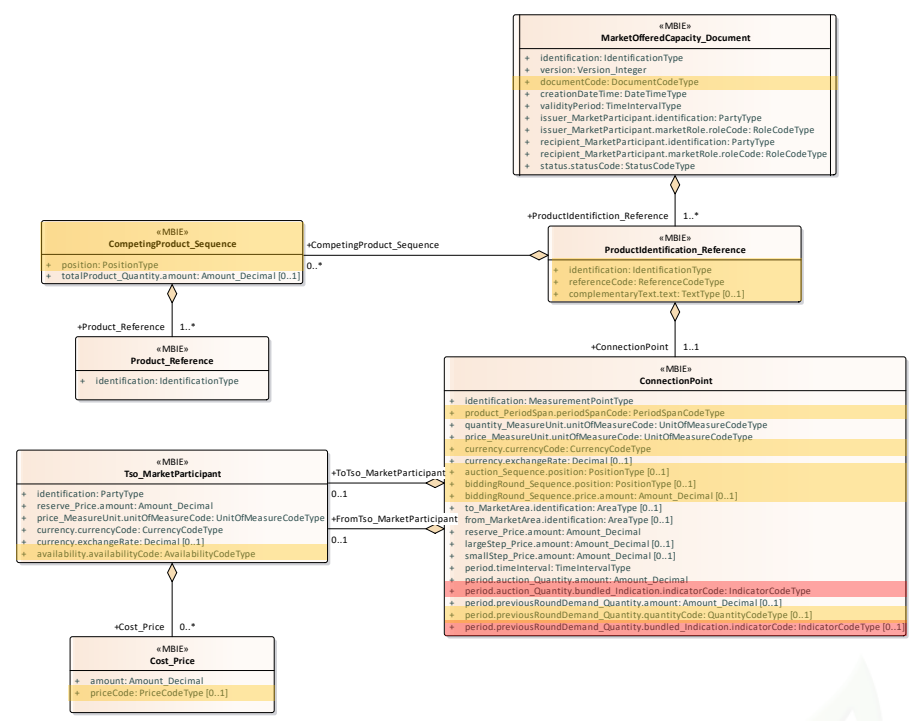 «MBIE»
MarketOfferedCapacity_Document
+ identification: IdentificationType
+ version: Version_Integer
+ documentCode: DocumentCodeType
+ creationDateTime: DateTimeType
+ validityPeriod: TimeIntervalType
+ issuer_MarketParticipant.identification: PartyType
+ issuer_MarketParticipant.marketRole.roleCode: RoleCodeType
+ recipient_MarketParticipant.identification: PartyType
+ recipient_MarketParticipant.marketRole.roleCode: RoleCodeType
+ status.statusCode: StatusCodeType
+ProductIdentifiction_Reference 1..*
«MBIE»
CompetingProduct_Sequence
+ position: PositionType
+ totalProduct_Quantity.amount: Amount_Decimal [0..1]
+CompetingProduct_Sequence
0..*
«MBIE»
ProductIdentification_Reference
+ identification: IdentificationType
+ referenceCode: ReferenceCodeType
+ complementaryText.text: TextType [0..1]
+Product_Reference 1..*
«MBIE»
Product_Reference
+ identification: IdentificationType
+ConnectionPoint 1..1
«MBIE»
ConnectionPoint
+ identification: MeasurementPointType
+ product_PeriodSpan.periodSpanCode: PeriodSpanCodeType
+ quantity_MeasureUnit.unitOfMeasureCode: UnitOfMeasureCodeType
+ price_MeasureUnit.unitOfMeasureCode: UnitOfMeasureCodeType
+ currency.currencyCode: CurrencyCodeType
+ currency.exchangeRate: Decimal [0..1]
+ auction_Sequence.position: PositionType [0..1]
+ biddingRound_Sequence.position: PositionType [0..1]
+ biddingRound_Sequence.price.amount: Amount_Decimal [0..1]
+ to_MarketArea.identification: AreaType [0..1]
+ from_MarketArea.identification: AreaType [0..1]
+ reserve_Price.amount: Amount_Decimal
+ largeStep_Price.amount: Amount_Decimal [0..1]
+ smallStep_Price.amount: Amount_Decimal [0..1]
+ period.timeInterval: TimeIntervalType
+ period.auction_Quantity.amount: Amount_Decimal
+ period.auction_Quantity.bundled_Indication.indicatorCode: IndicatorCodeType
+ period.previousRoundDemand_Quantity.amount: Amount_Decimal [0..1]
+ period.previousRoundDemand_Quantity.quantityCode: QuantityCodeType [0..1]
+ period.previousRoundDemand_Quantity.bundled_Indication.indicatorCode: IndicatorCodeType [0..1]
«MBIE»
Tso_MarketParticipant
+ identification: PartyType
+ reserve_Price.amount: Amount_Decimal
+ price_MeasureUnit.unitOfMeasureCode: UnitOfMeasureCodeType
+ currency.currencyCode: CurrencyCodeType
+ currency.exchangeRate: Decimal [0..1]
+ availability.availabilityCode: AvailabilityCodeType
+ToTso_MarketParticipant
0..1
+FromTso_MarketParticipant
0..1
+Cost_Price 0..*
«MBIE»
Cost_Price
+ amount: Amount_Decimal
+ priceCode: PriceCodeType [0..1]